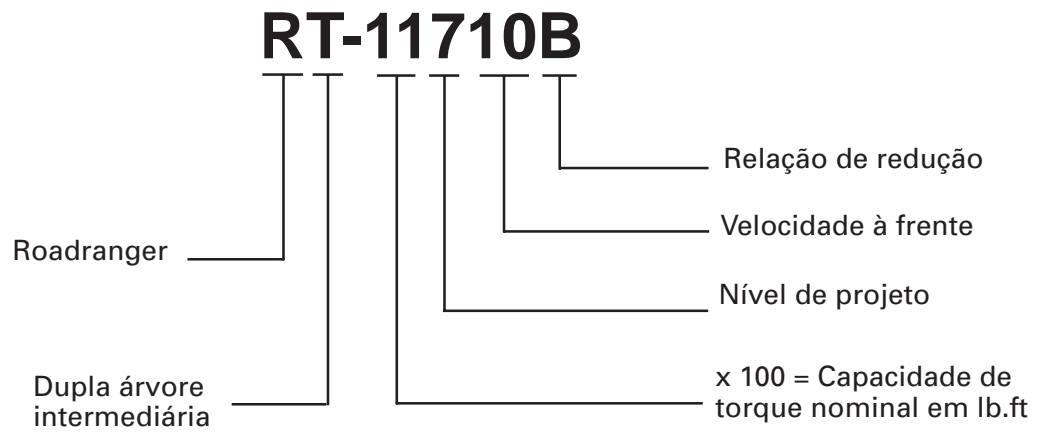 RT-11710B
Relação de redução
Velocidade à frente
Roadranger
Nível de projeto
Dupla árvore
intermediária
x 100 = Capacidade de
torque nominal em lb.ft